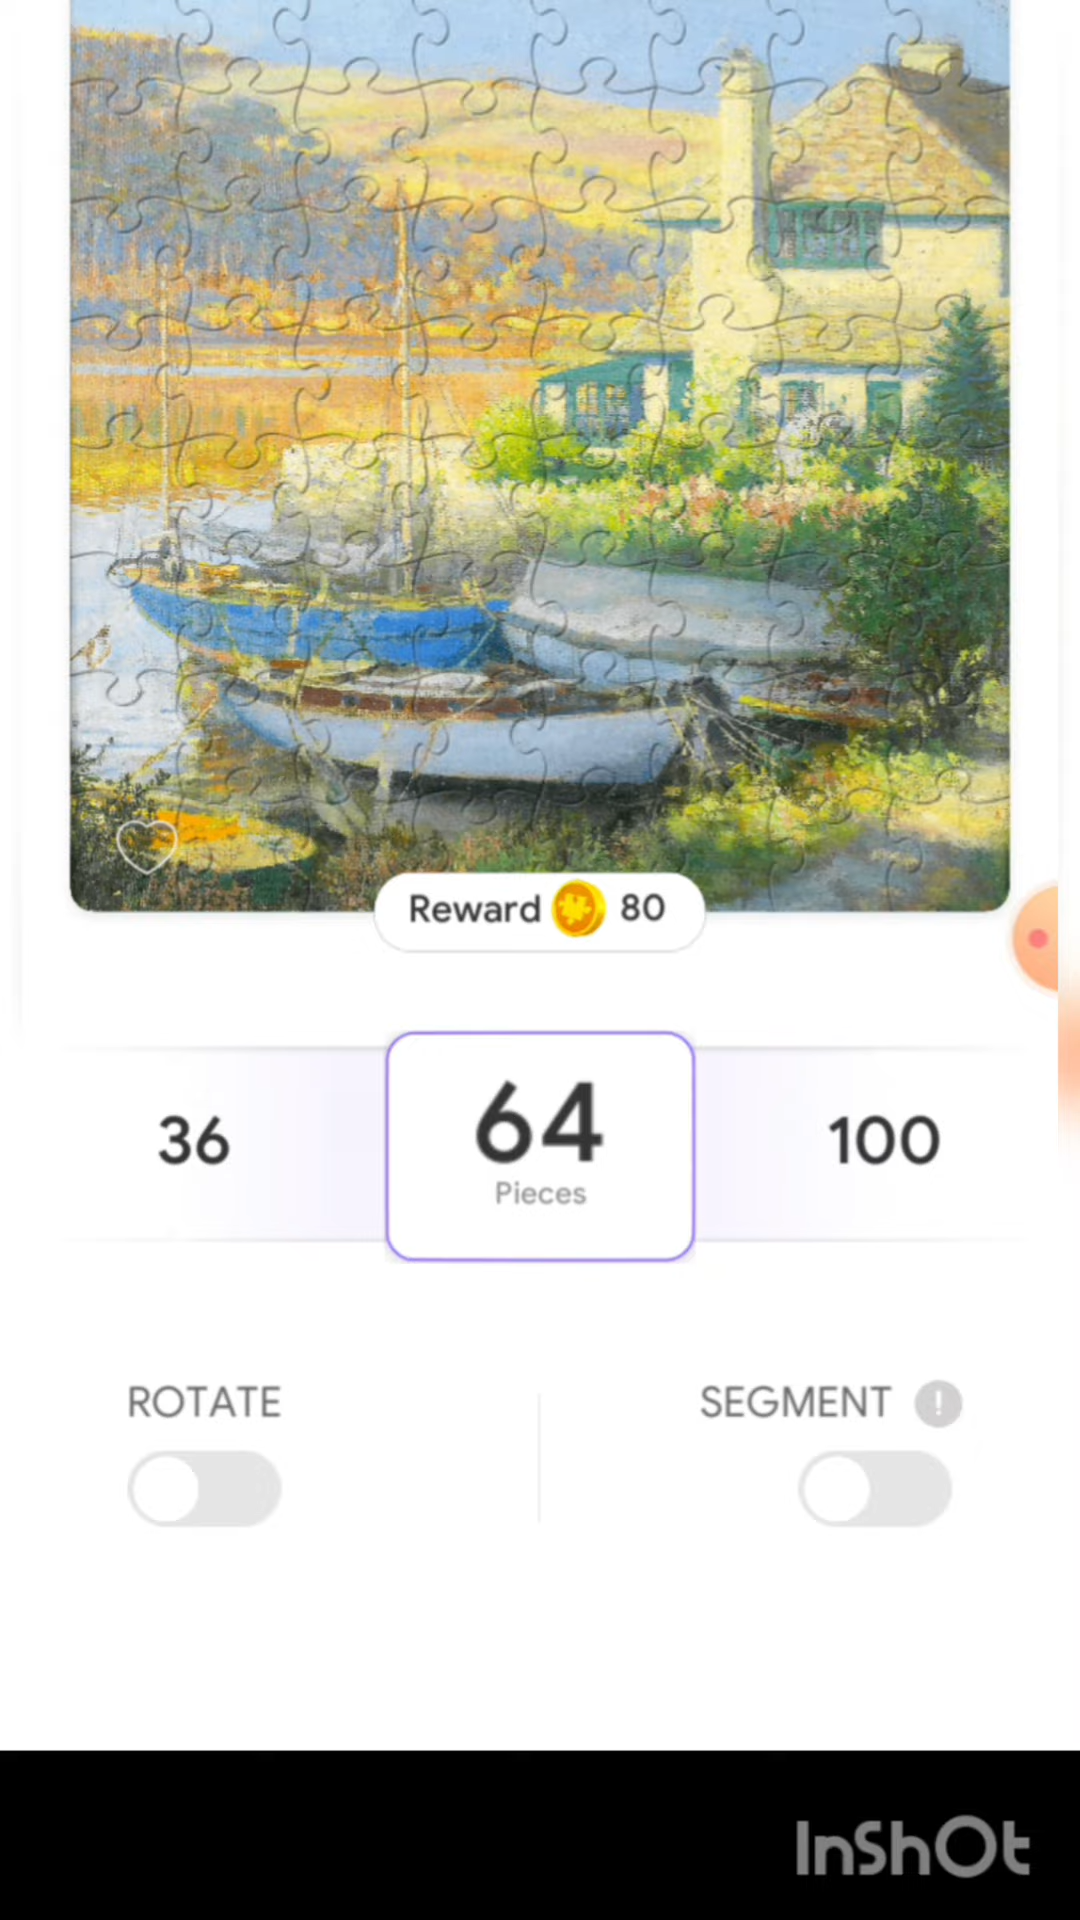 Reward 80
36
64
100
Pieces
ROTATE
SEGMENT !
InShOt